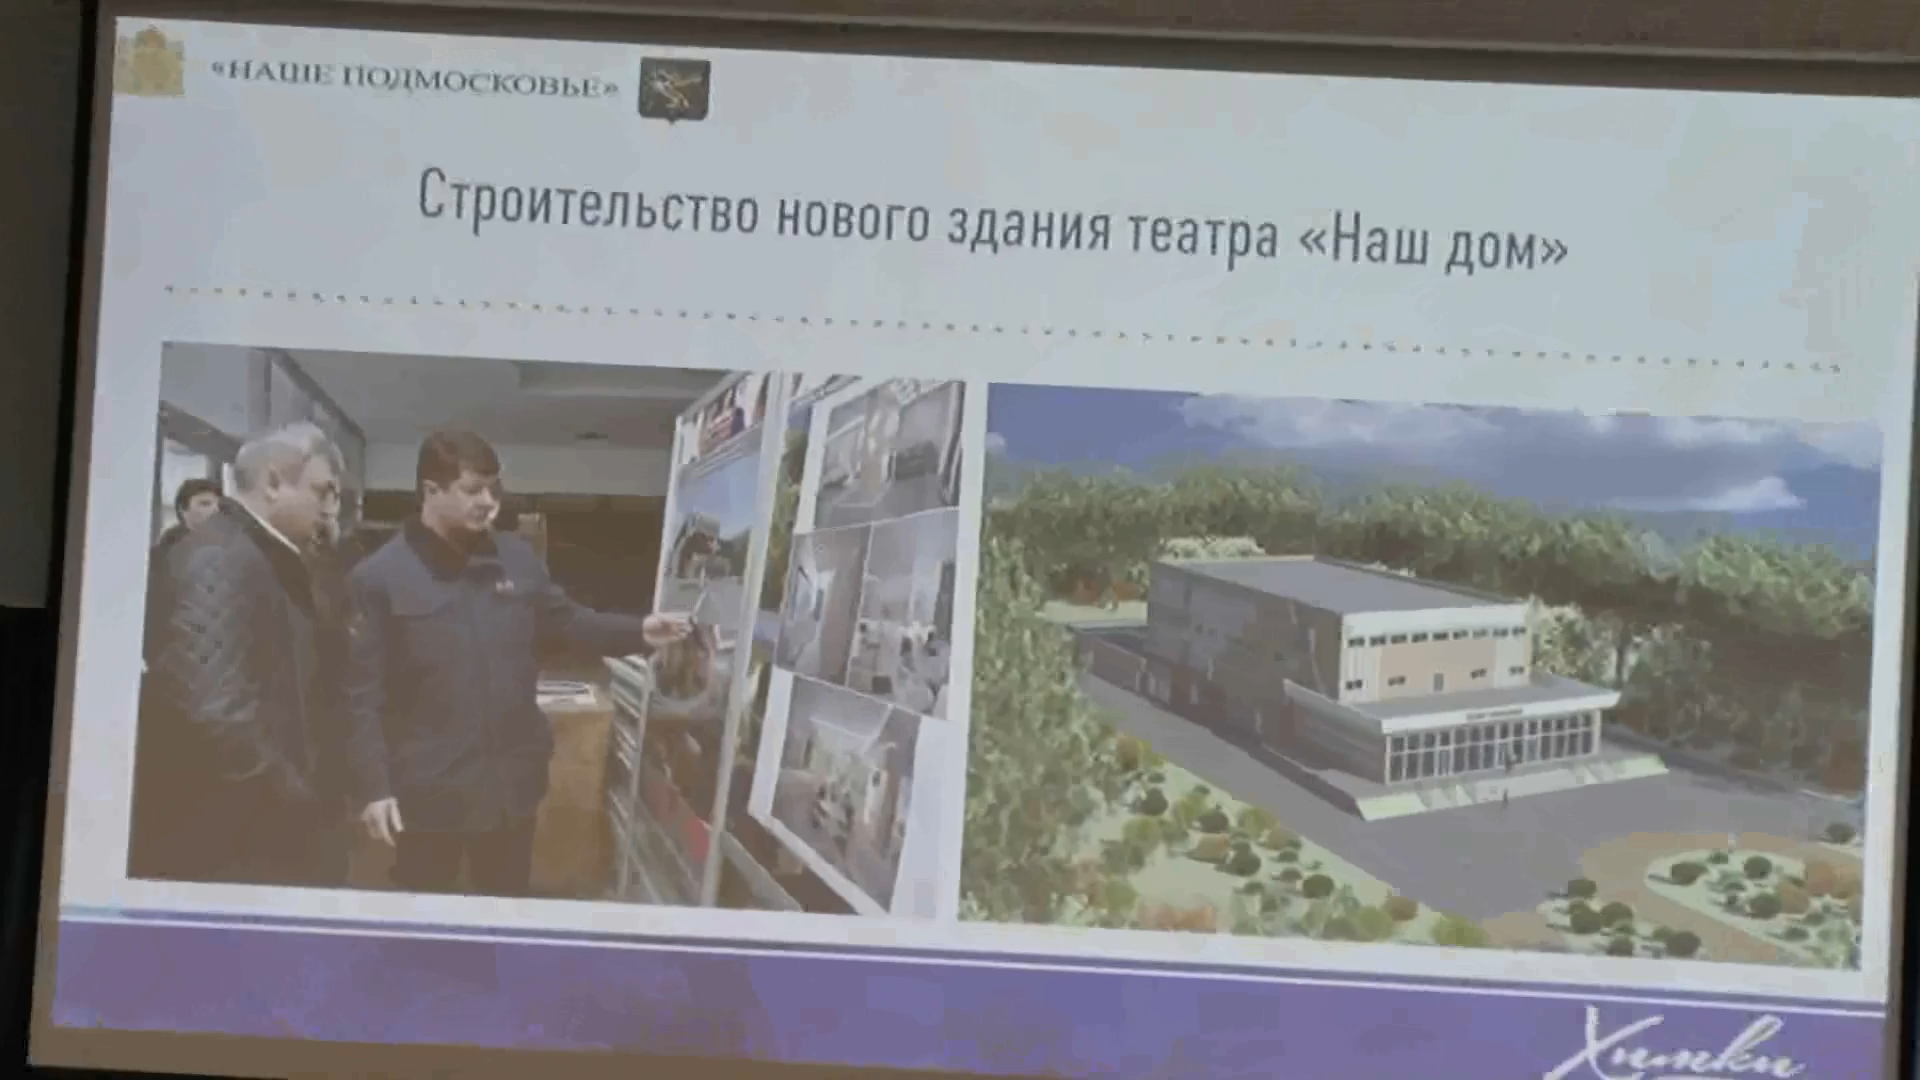 «НАШЕ ПОДМОСКОВЬЕ»
Строительство нового здания театра «Наш дом»
Химки